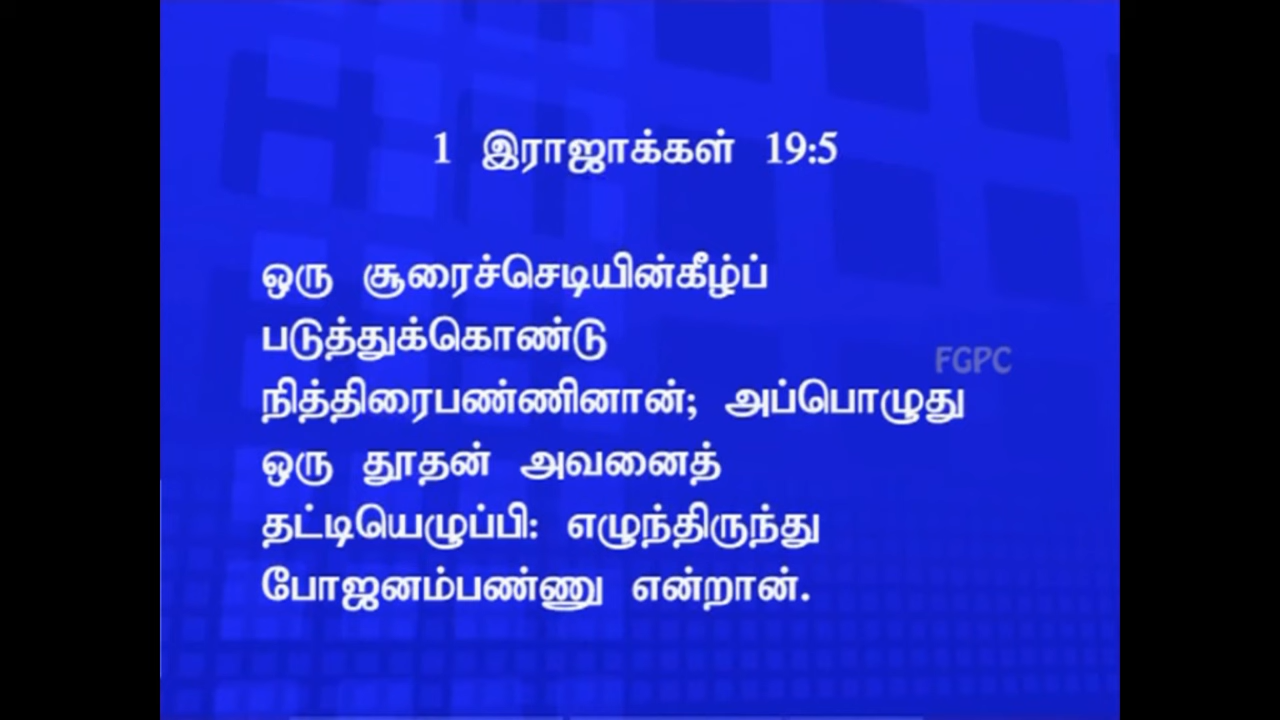 1 இராஜாக்கள் 19:5
ஒரு சூரைச்செடியின்கீழ்ப்
படுத்துக்கொண்டு
நித்திரைபண்ணினான்; அப்பொழுது
ஒரு தூதன் அவனைத்
தட்டியெழுப்பி: எழுந்திருந்து
போஜனம்பண்ணு என்றான்.
FGPC